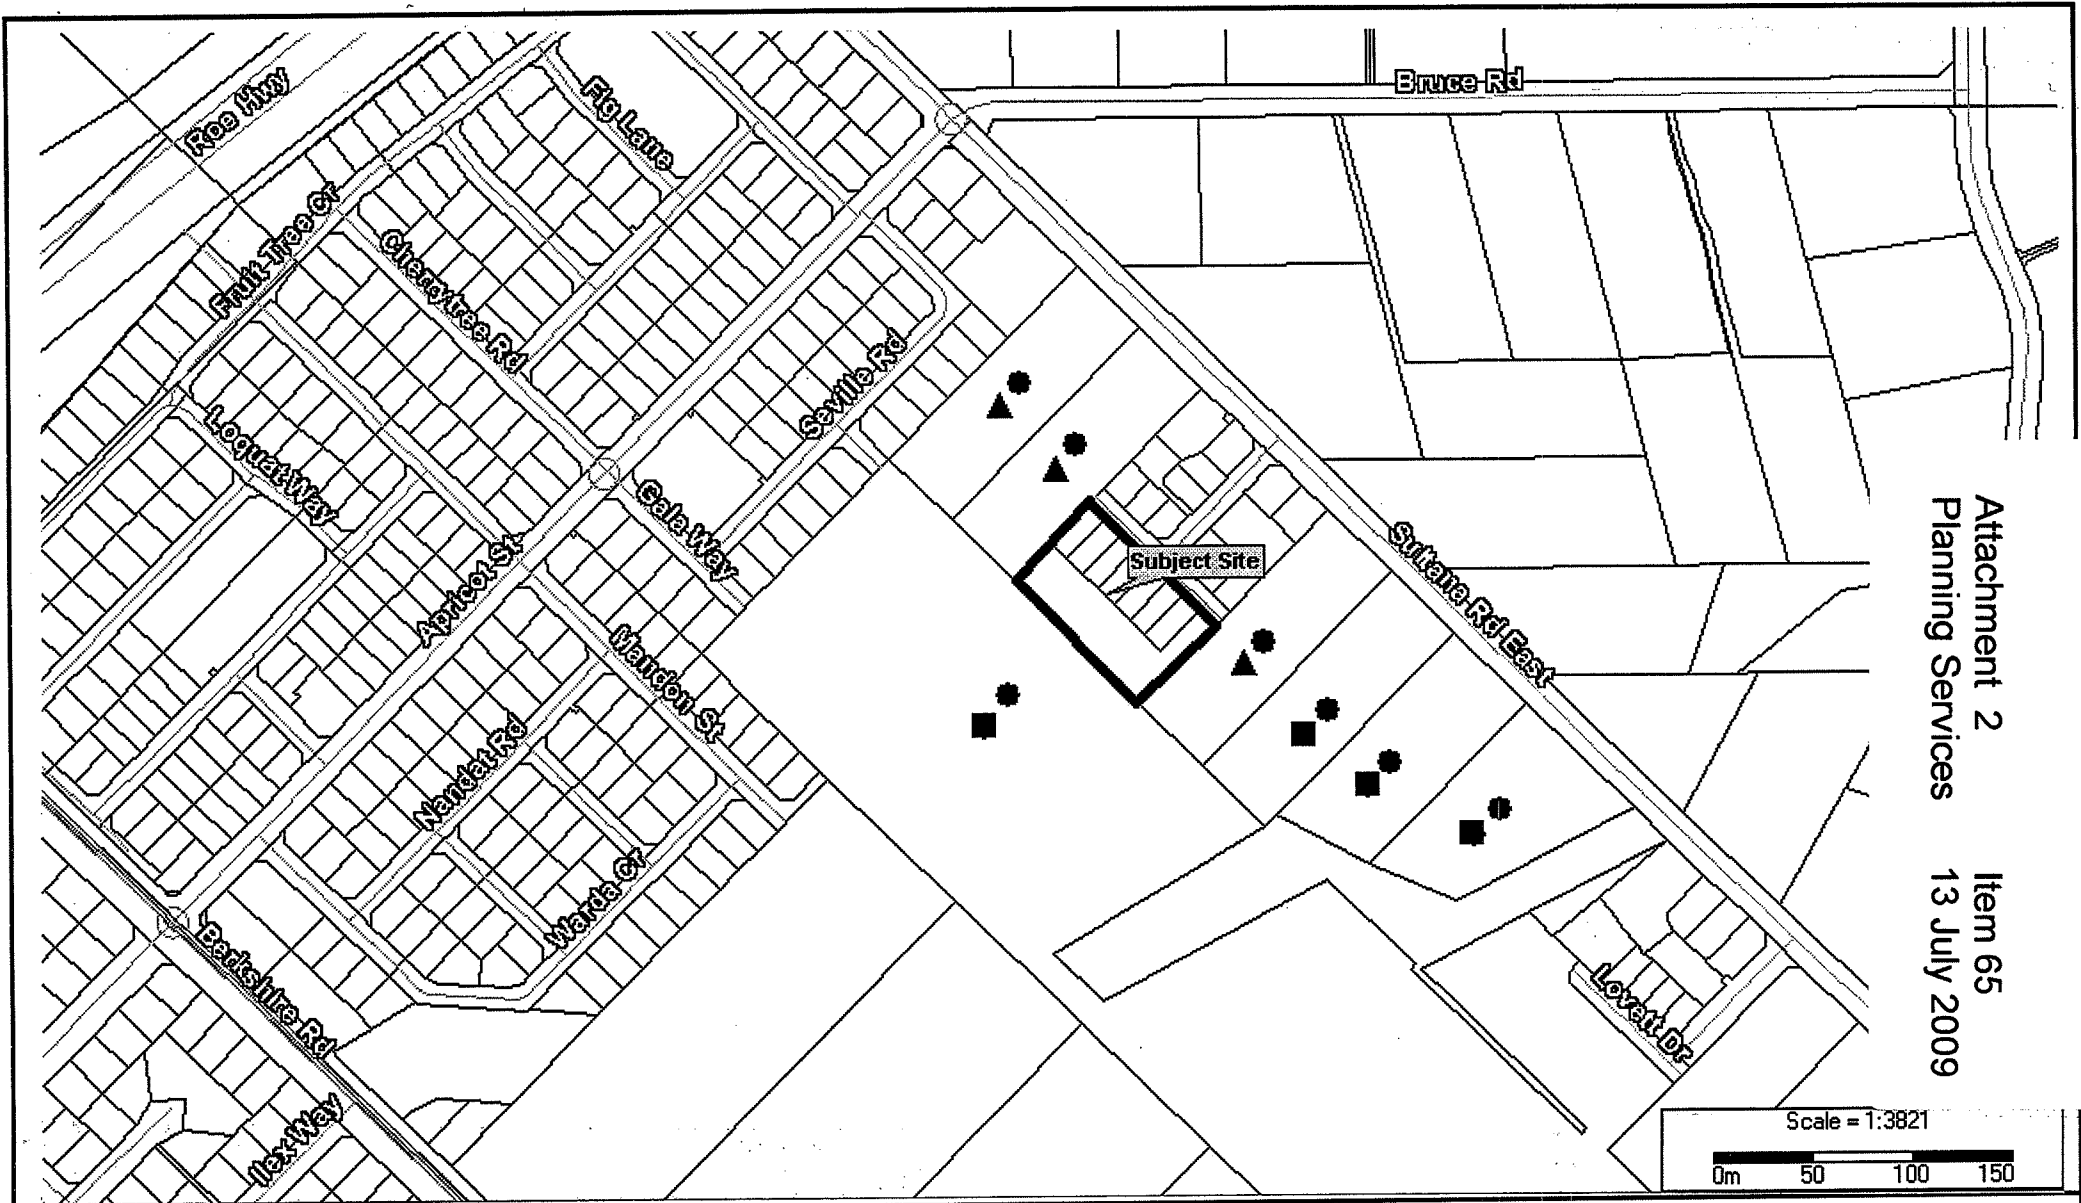 Bruce Rd
Roe Hwy
Fig Lane
Fruit Tree Cr
Cherrytree Rd
Seville Rd
Loquat Way
Gala Way
Apricot St
Subject Site
Sultana Rd East
Mandon St
Nandat Rd
Warda Cr
Berkshire Rd
Lovett Dr
Ilex Way
Attachment 2
Planning Services
Item 65
13 July 2009
Scale = 1:3821
0m 50 100 150